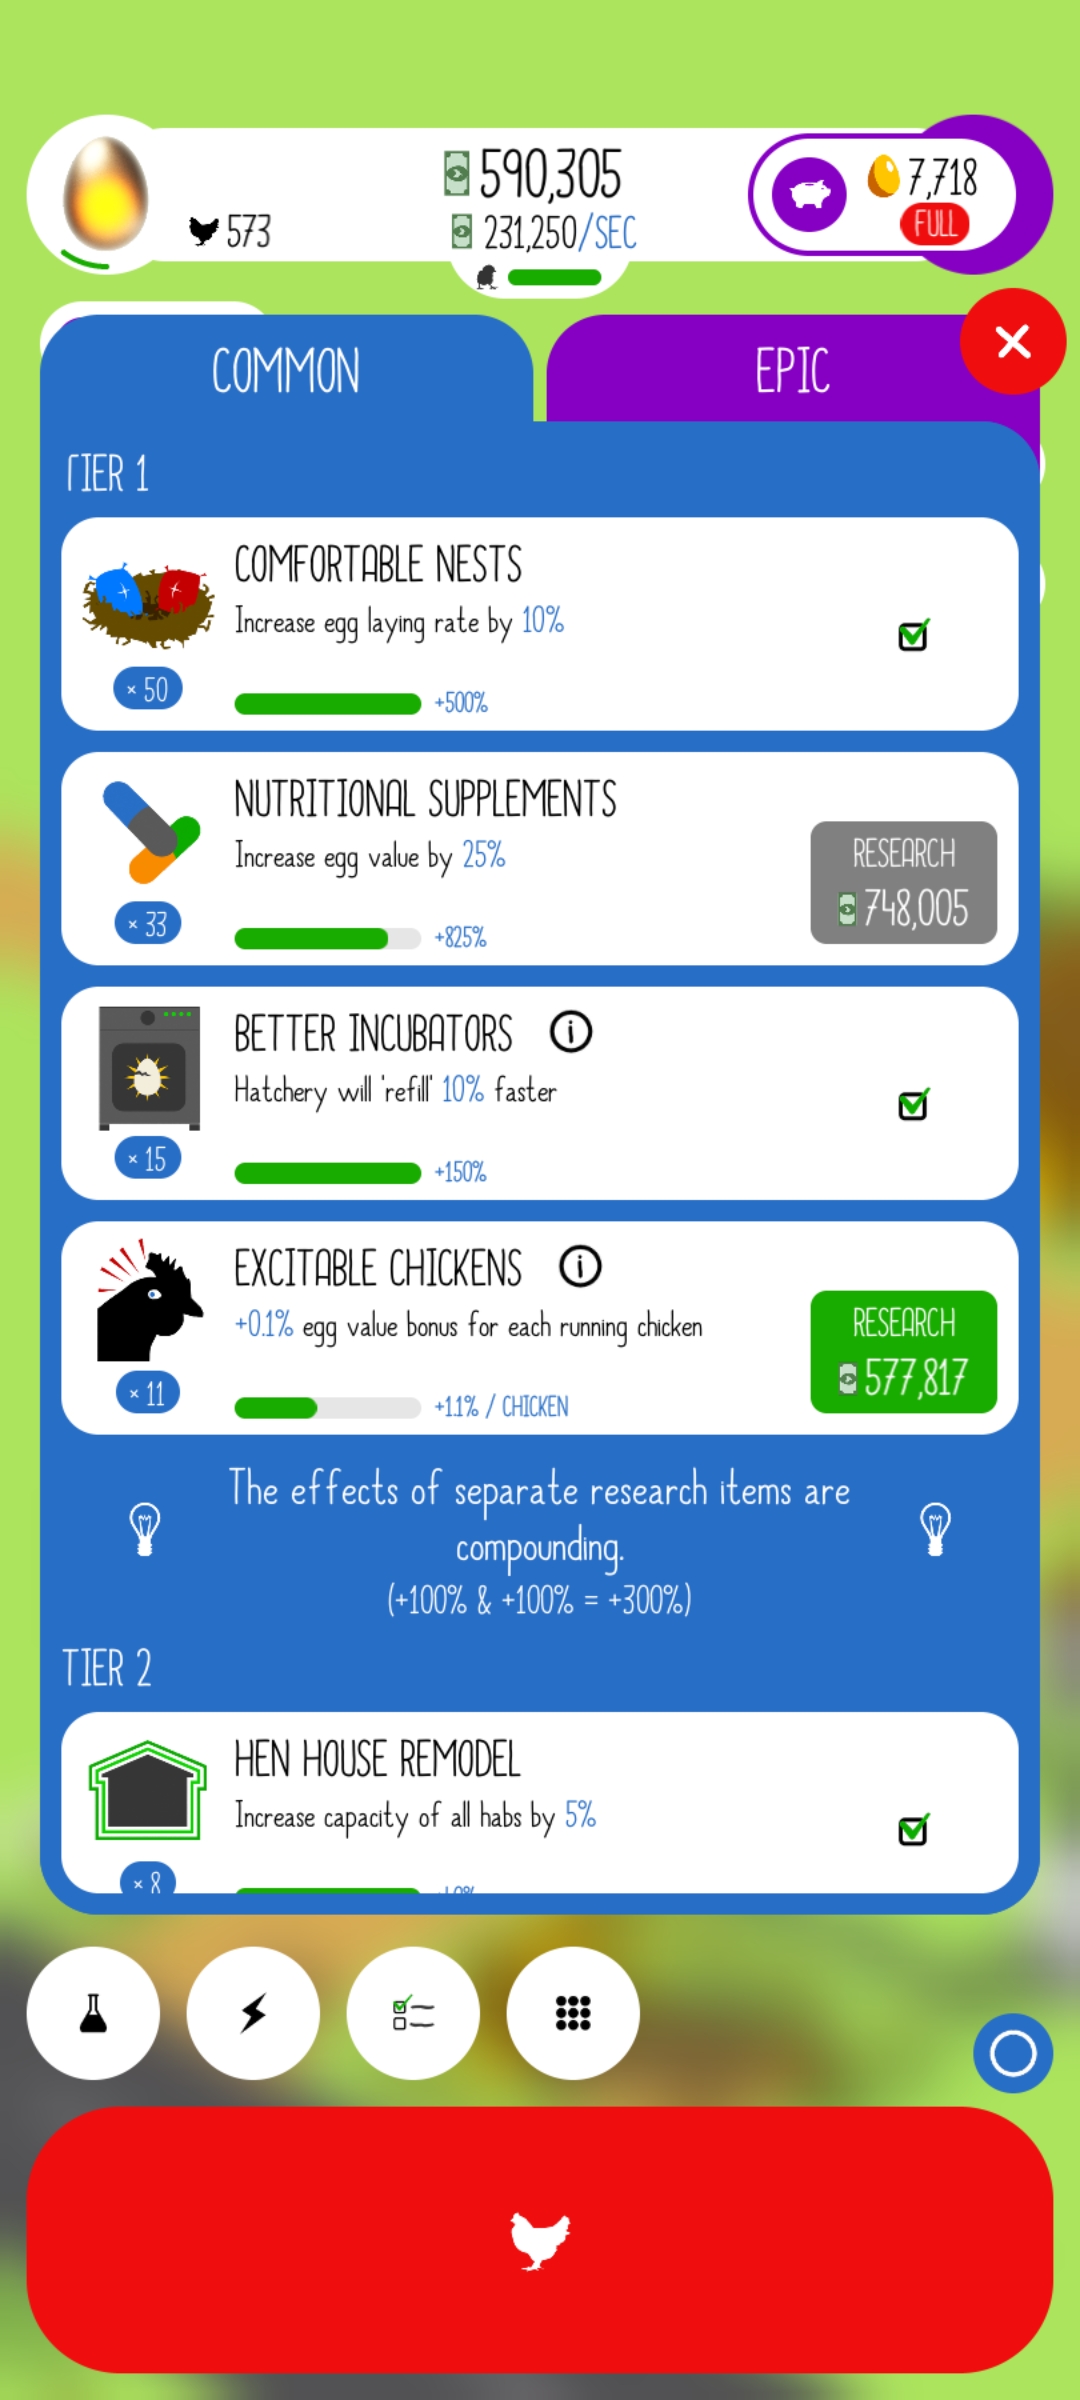 590,305
573
231,250/SEC
7,718
FULL
COMMON
EPIC
TIER 1
COMFORTABLE NESTS
Increase egg laying rate by 10%
× 50
+500%
NUTRITIONAL SUPPLEMENTS
Increase egg value by 25%
RESEARCH
748,005
× 33
+825%
BETTER INCUBATORS
Hatchery will 'refill' 10% faster
× 15
+150%
EXCITABLE CHICKENS
+0.1% egg value bonus for each running chicken
RESEARCH
577,817
× 11
+1.1% / CHICKEN
The effects of separate research items are
compounding.
(+100% & +100% = +300%)
TIER 2
HEN HOUSE REMODEL
Increase capacity of all habs by 5%
× 8